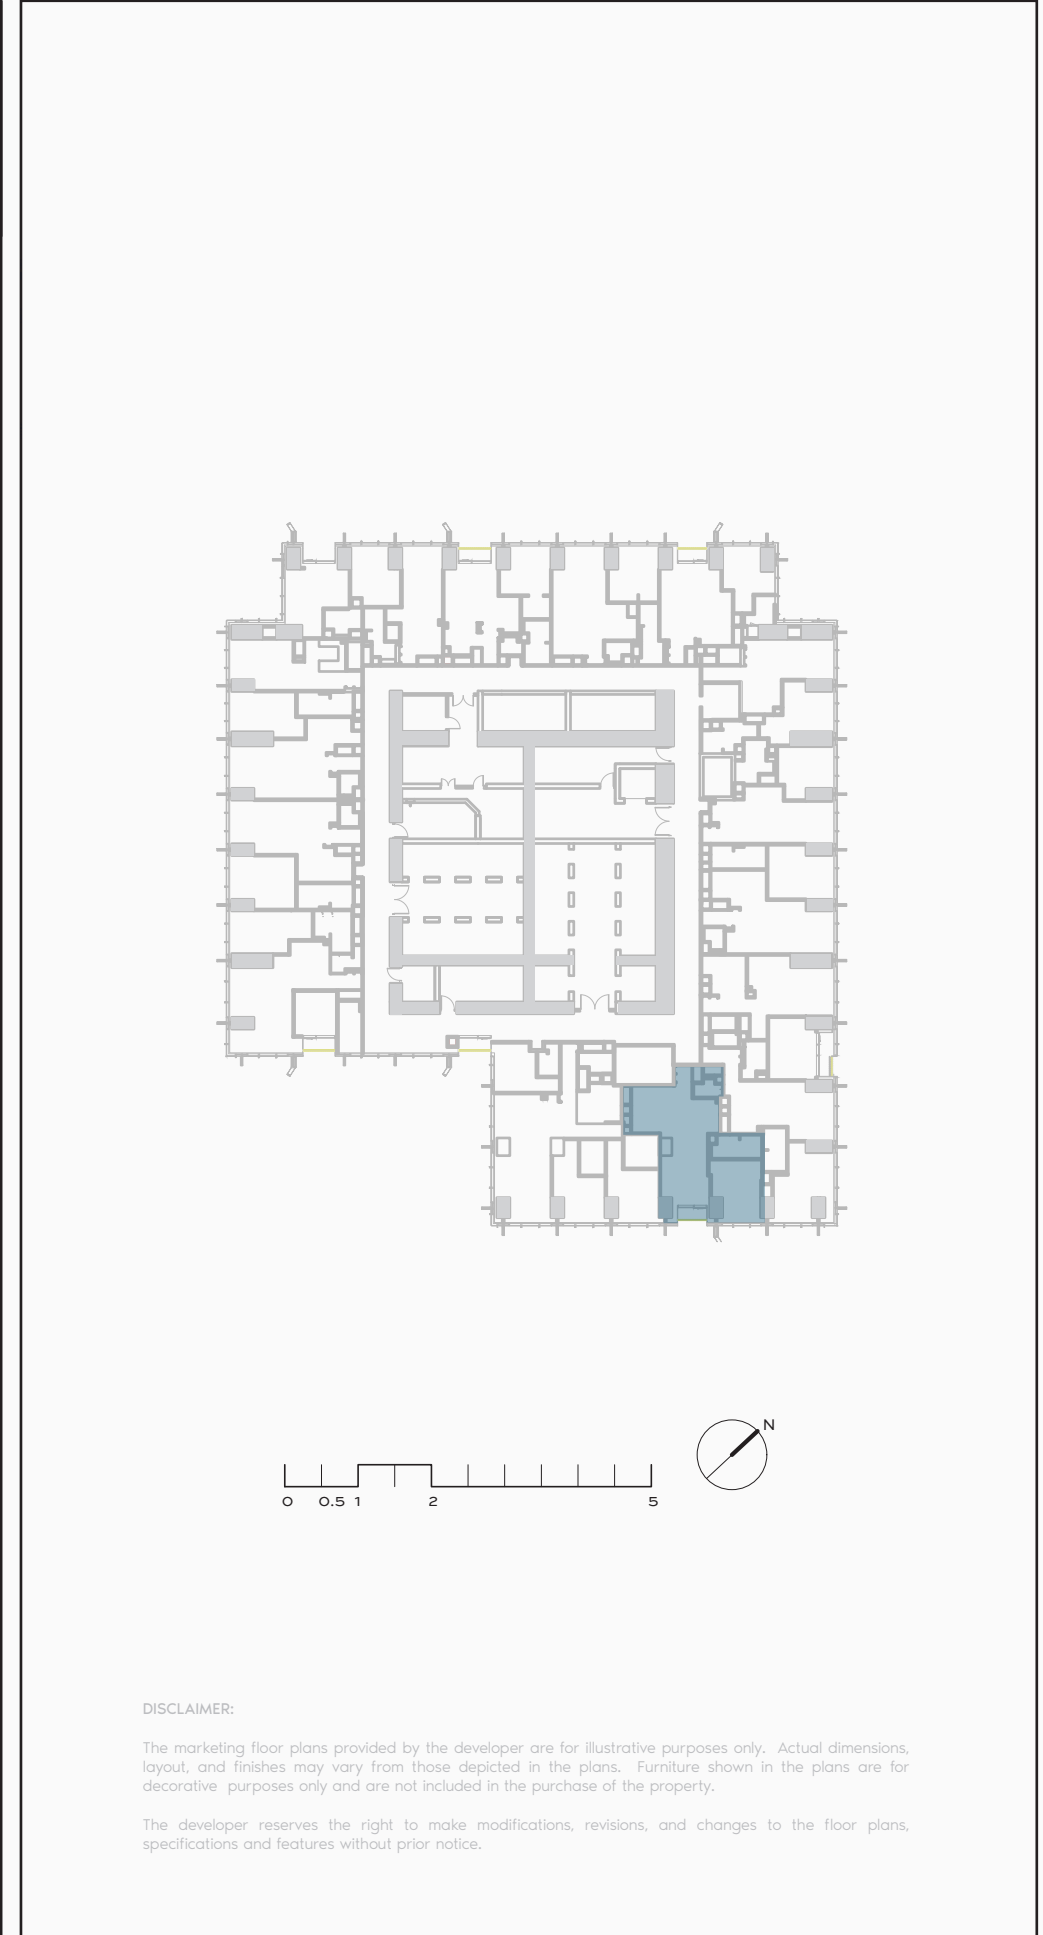 N
0 0.5 1 2 5
DISCLAIMER:
The marketing floor plans provided by the developer are for illustrative purposes only. Actual dimensions,
layout, and finishes may vary from those depicted in the plans. Furniture shown in the plans are for
decorative purposes only and are not included in the purchase of the property.
The developer reserves the right to make modifications, revisions, and changes to the floor plans,
specifications and features without prior notice.